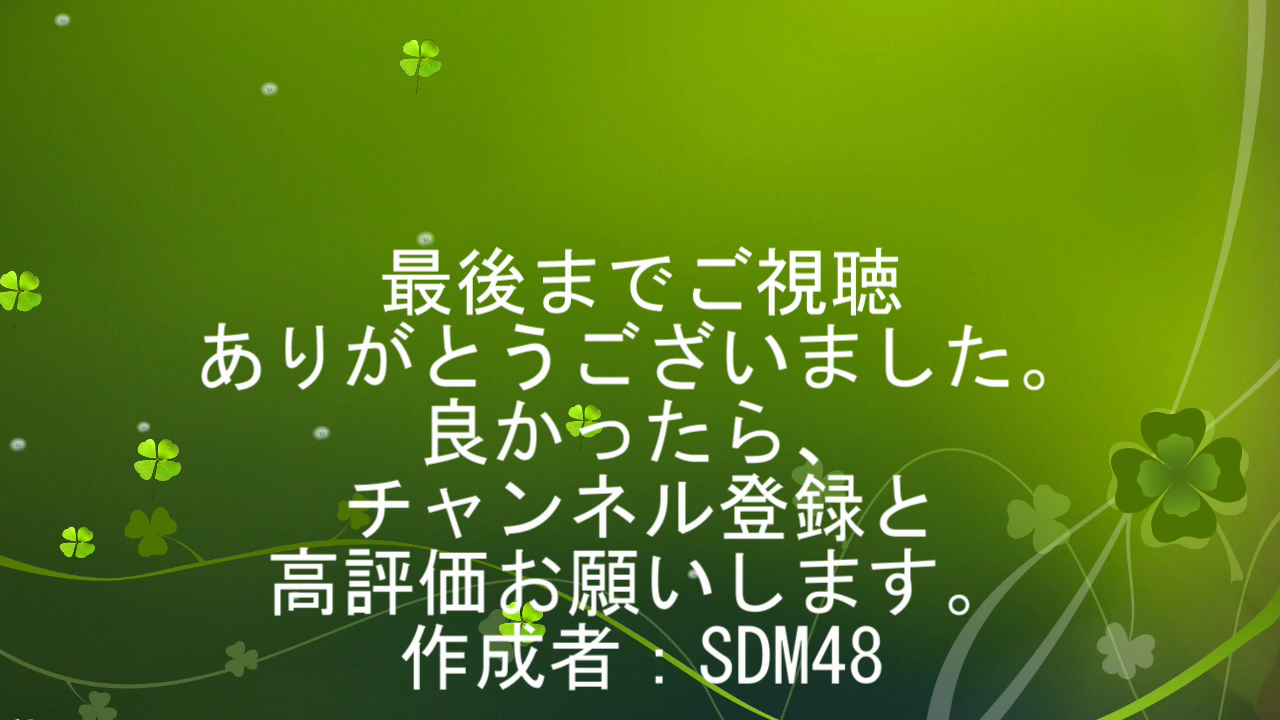 最後までご視聴
ありがとうございました。
良かったら、
チャンネル登録と
高評価お願いします。
作成者：SDM48